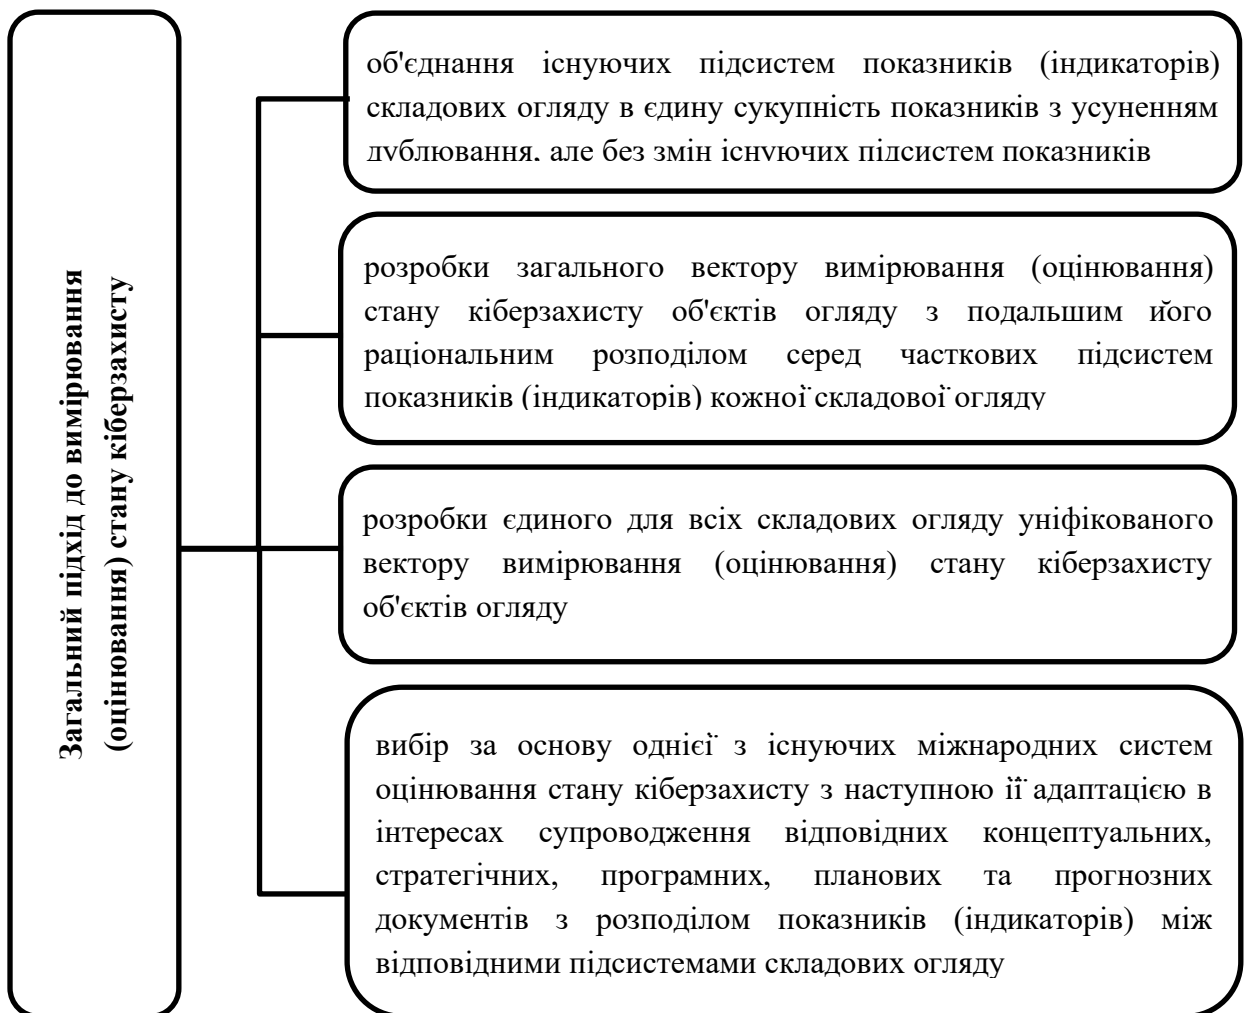 Загальний підхід до вимірювання
(оцінювання) стану кіберзахисту
об'єднання існуючих підсистем показників (індикаторів)
складових огляду в єдину сукупність показників з усуненням
дублювання, але без змін існуючих підсистем показників
розробки загального вектору вимірювання (оцінювання)
стану кіберзахисту об'єктів огляду з подальшим його
раціональним розподілом серед часткових підсистем
показників (індикаторів) кожної складової огляду
розробки єдиного для всіх складових огляду уніфікованого
вектору вимірювання (оцінювання) стану кіберзахисту
об'єктів огляду
вибір за основу однієї з існуючих міжнародних систем
оцінювання стану кіберзахисту з наступною її адаптацією в
інтересах супроводження відповідних концептуальних,
стратегічних, програмних, планових та прогнозних
документів з розподілом показників (індикаторів) між
відповідними підсистемами складових огляду